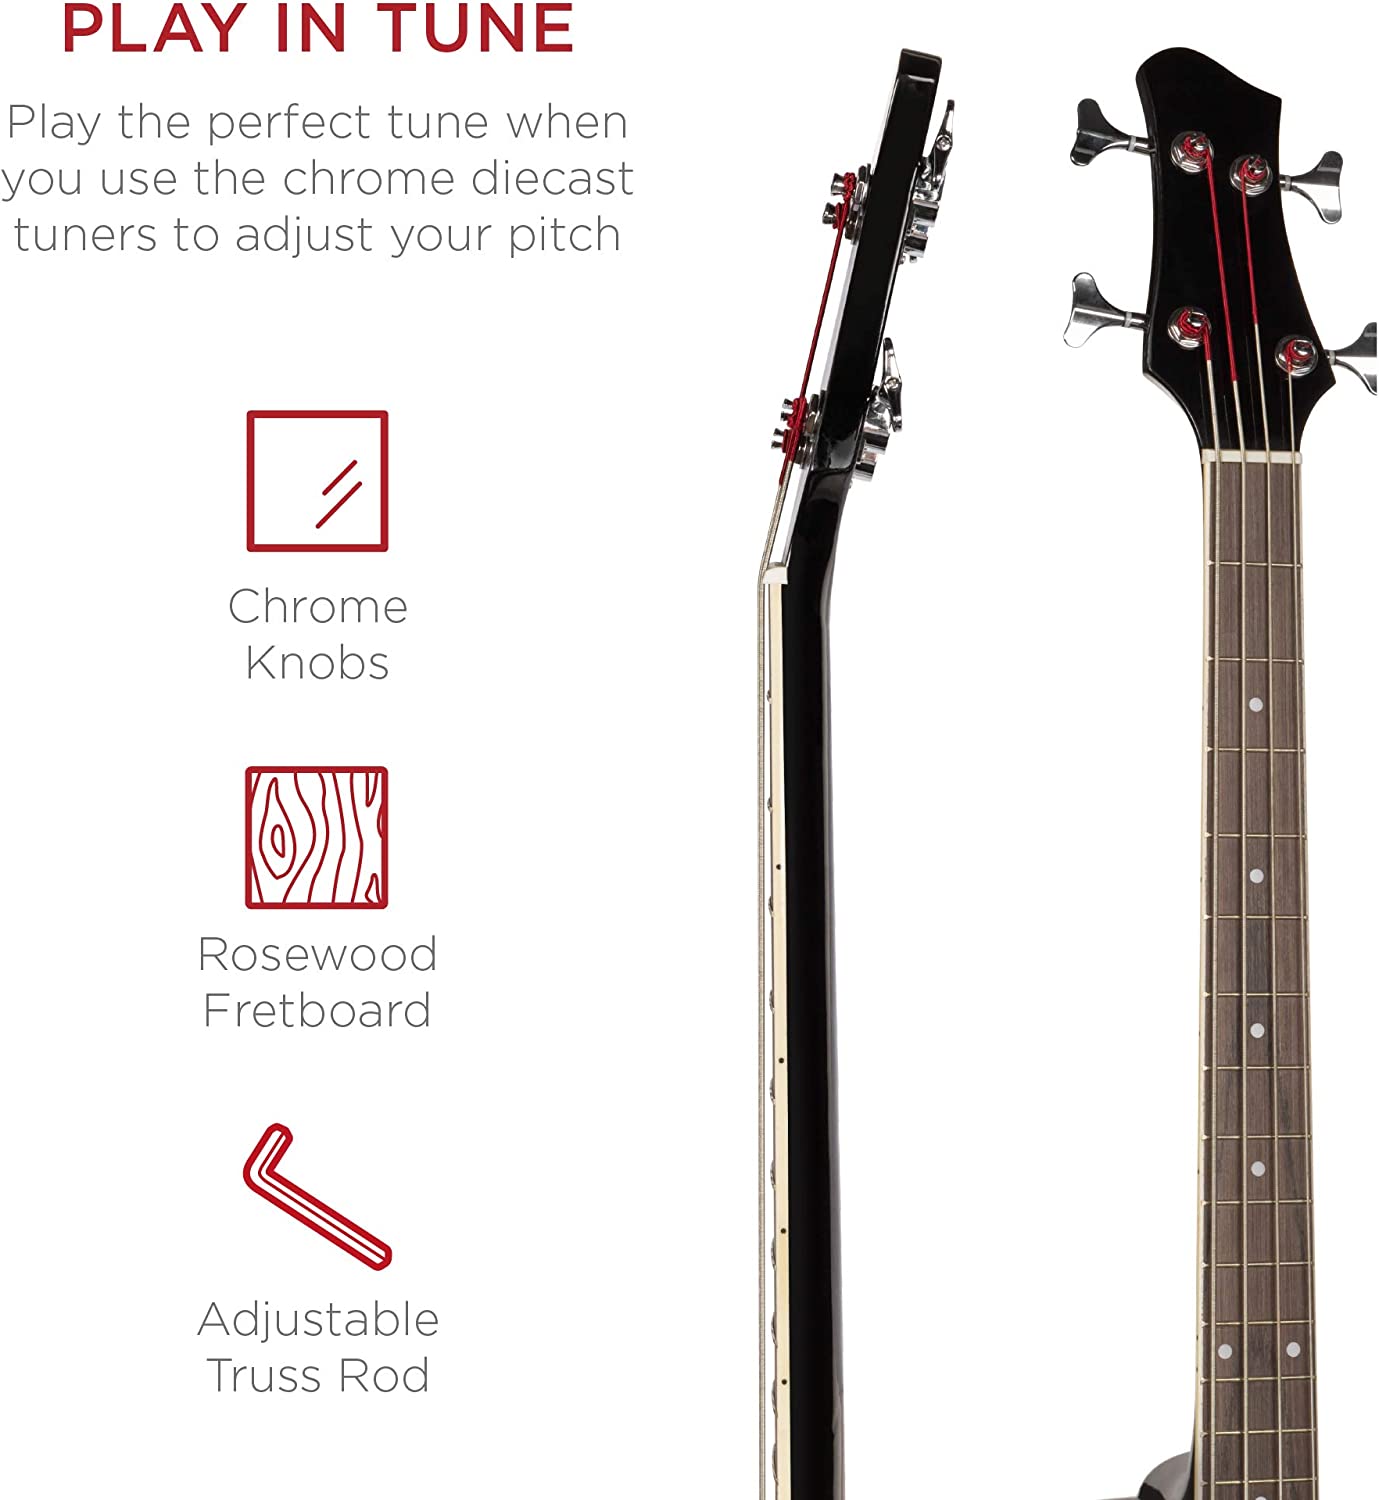 PLAY IN TUNE
Play the perfect tune when
you use the chrome diecast
tuners to adjust your pitch
Chrome
Knobs
Rosewood
Fretboard
Adjustable
Truss Rod